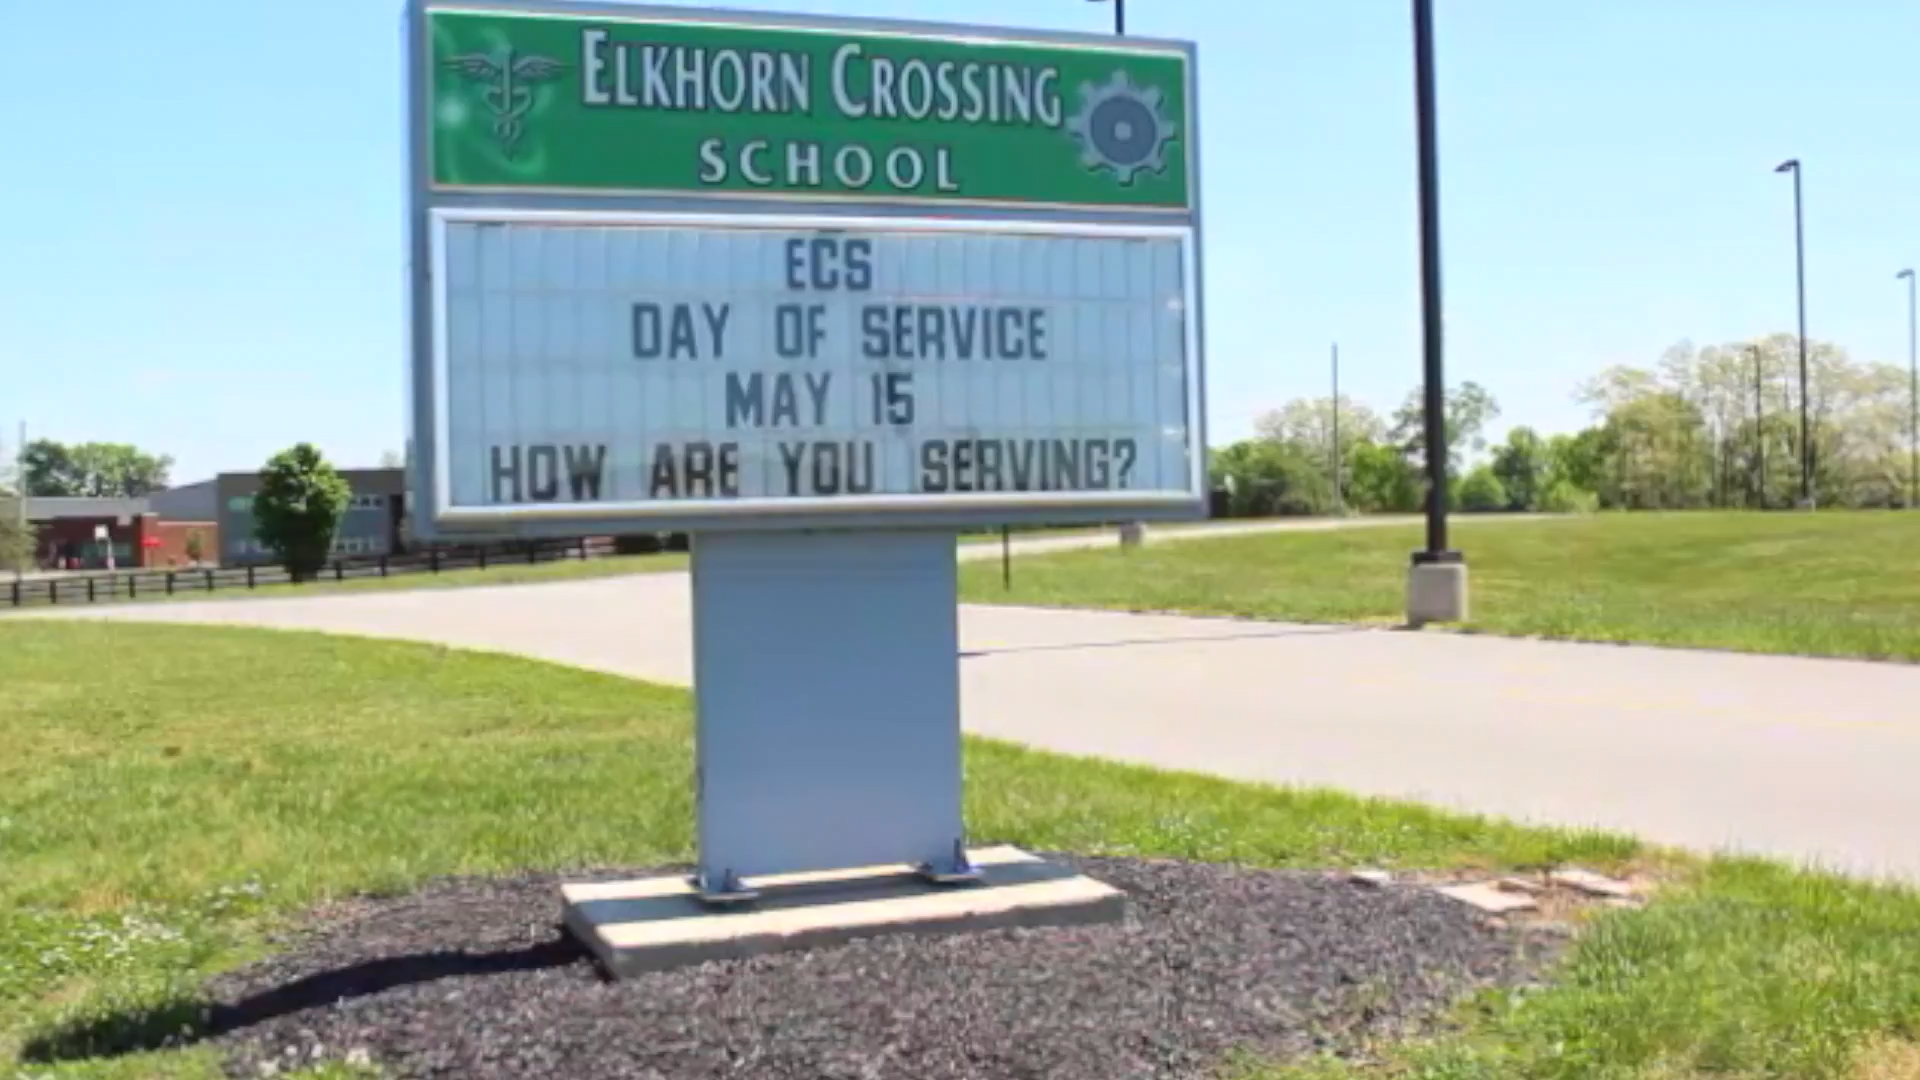 ELKHORN CROSSING
SCHOOL
ECS
DAY OF SERVICE
MAY 15
HOW ARE YOU SERVING?